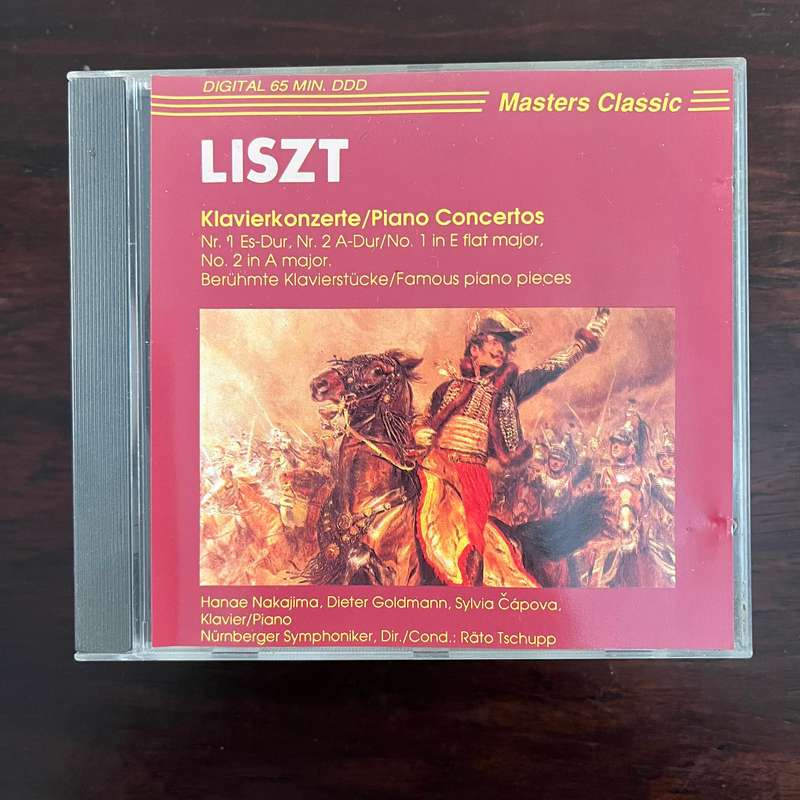 DIGITAL 65 MIN. DDD
Masters Classic
LISZT
Klavierkonzerte/Piano Concertos
Nr. 1 Es-Dur, Nr. 2 A-Dur/No. 1 in E flat major,
No. 2 in A major.
Berühmte Klavierstücke/Famous piano pieces
Hanae Nakajima, Dieter Goldmann, Sylvia Čápova,
Klavier/Piano
Nürnberger Symphoniker, Dir./Cond.: Räto Tschupp